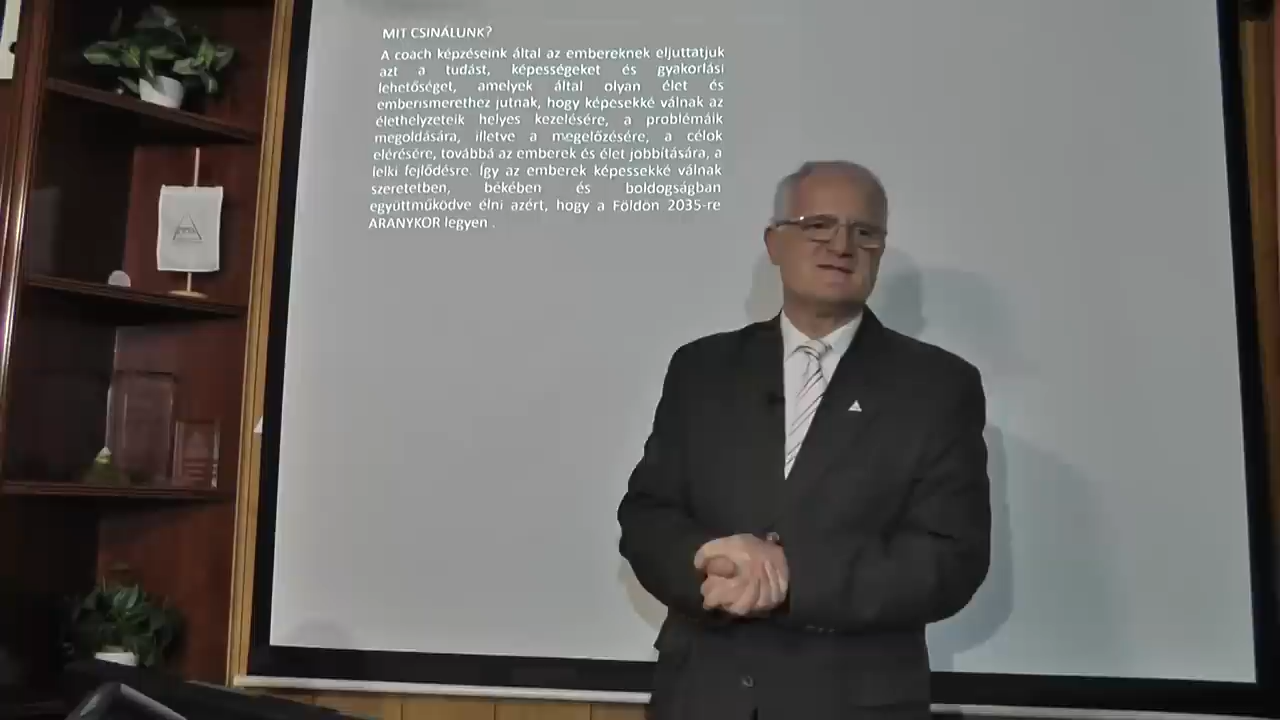 MIT CSINÁLUNK?
A coach képzéseink által az embereknek eljuttatjuk
azt a tudást, képességeket és gyakorlási
lehetőséget, amelyek által olyan élet és
emberismerethez jutnak, hogy képesekké válnak az
élethelyzeteik helyes kezelésére, a problémáik
megoldására, illetve a megelőzésére, a célok
elérésére, továbbá az emberek és élet jobbítására, a
lelki fejlődésre. Így az emberek képessekké válnak
szeretetben, békében és boldogságban
együttműködve élni azért, hogy a Földön 2035-re
ARANYKOR legyen .